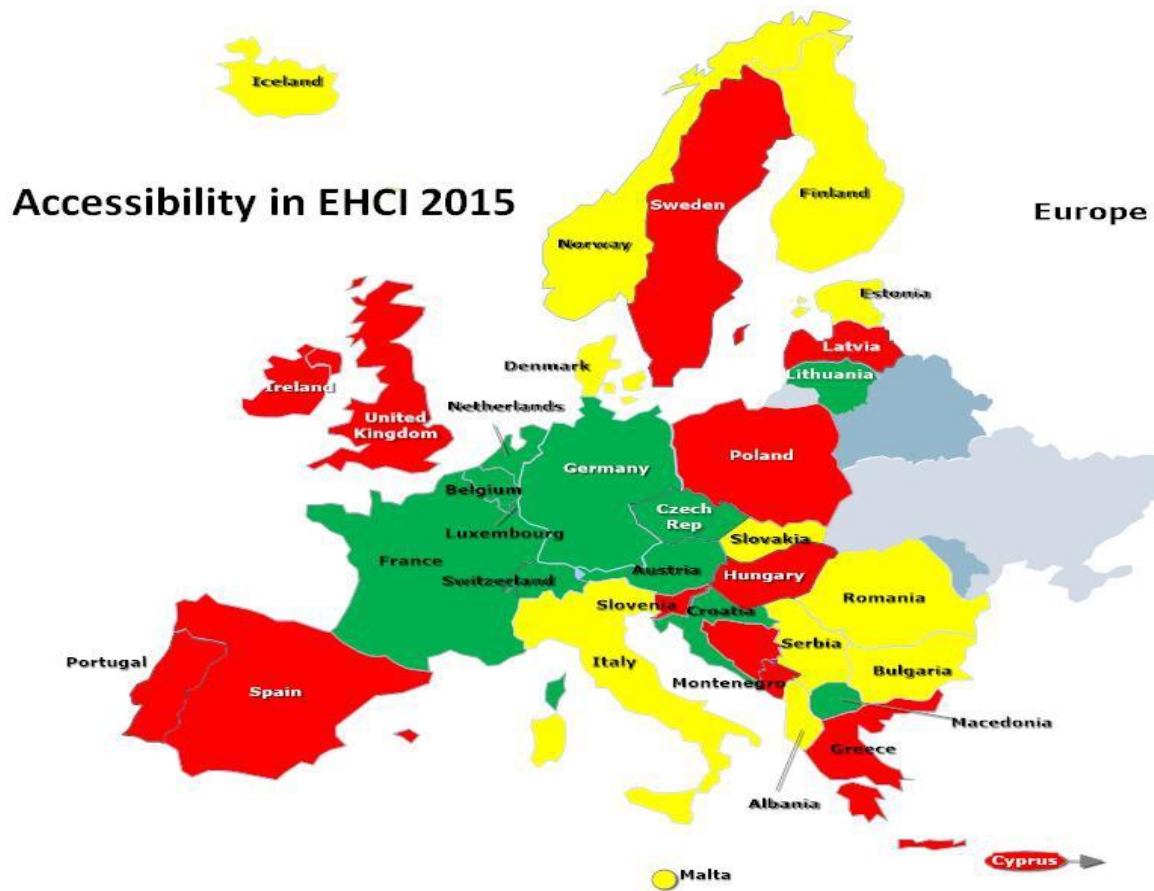 Iceland
Accessibility in EHCI 2015
Europe
Sweden
Finland
Norway
Estonia
Latvia
Lithuania
Denmark
Netherlands
Ireland
United
Kingdom
Germany
Poland
Belgium
Luxembourg
Czech
Rep
Slovakia
France
Switzerland
Austria
Hungary
Slovenia
Croatia
Romania
Serbia
Italy
Bulgaria
Portugal
Spain
Montenegro
Macedonia
Greece
Albania
Cyprus
Malta